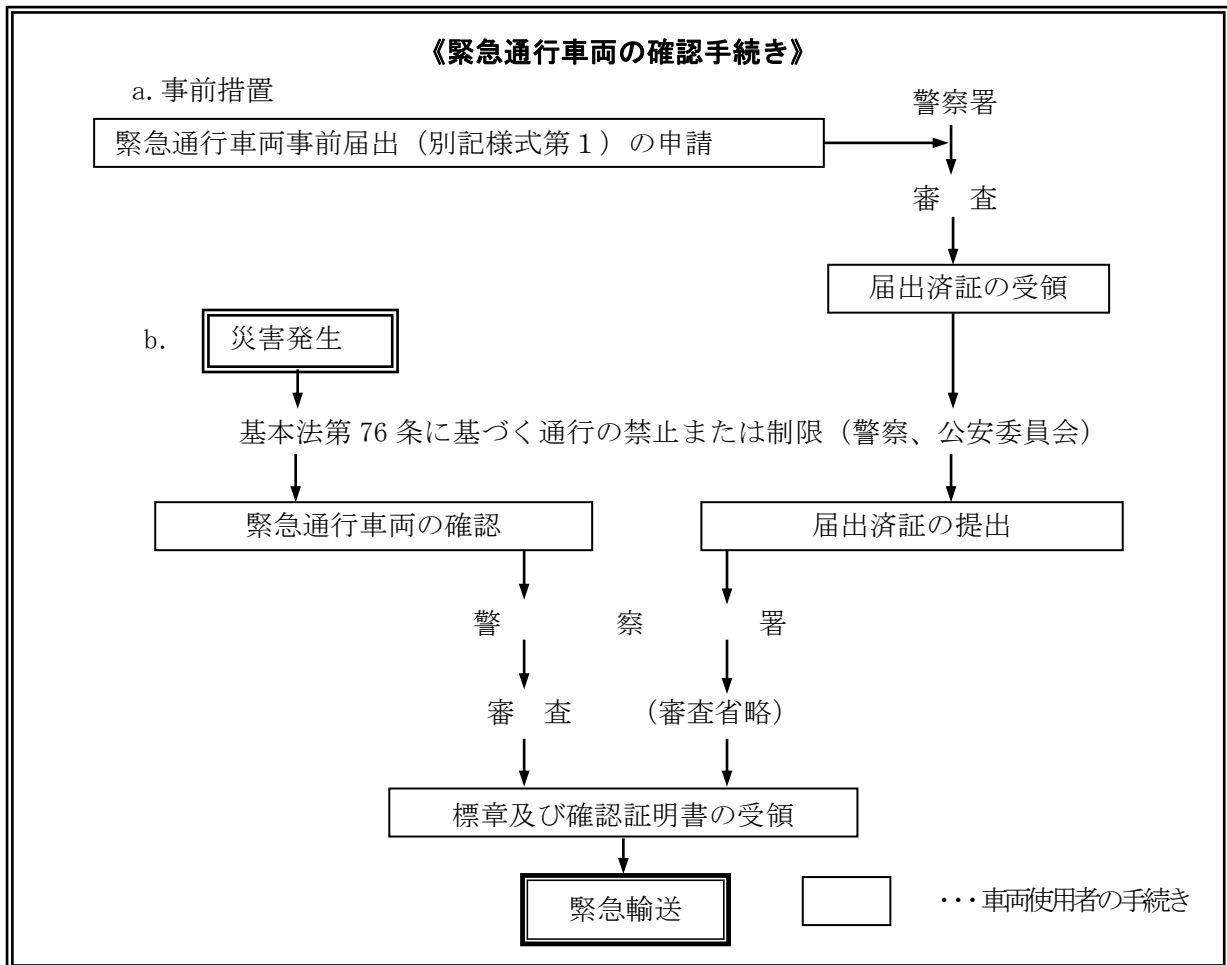 《緊急通行車両の確認手続き》
a. 事前措置
警察署
緊急通行車両事前届出（別記様式第１）の申請
審　査
届出済証の受領
b.
災害発生
基本法第 76 条に基づく通行の禁止または制限（警察、公安委員会）
緊急通行車両の確認
届出済証の提出
警　察　署
審　査
（審査省略）
標章及び確認証明書の受領
緊急輸送
・・・車両使用者の手続き